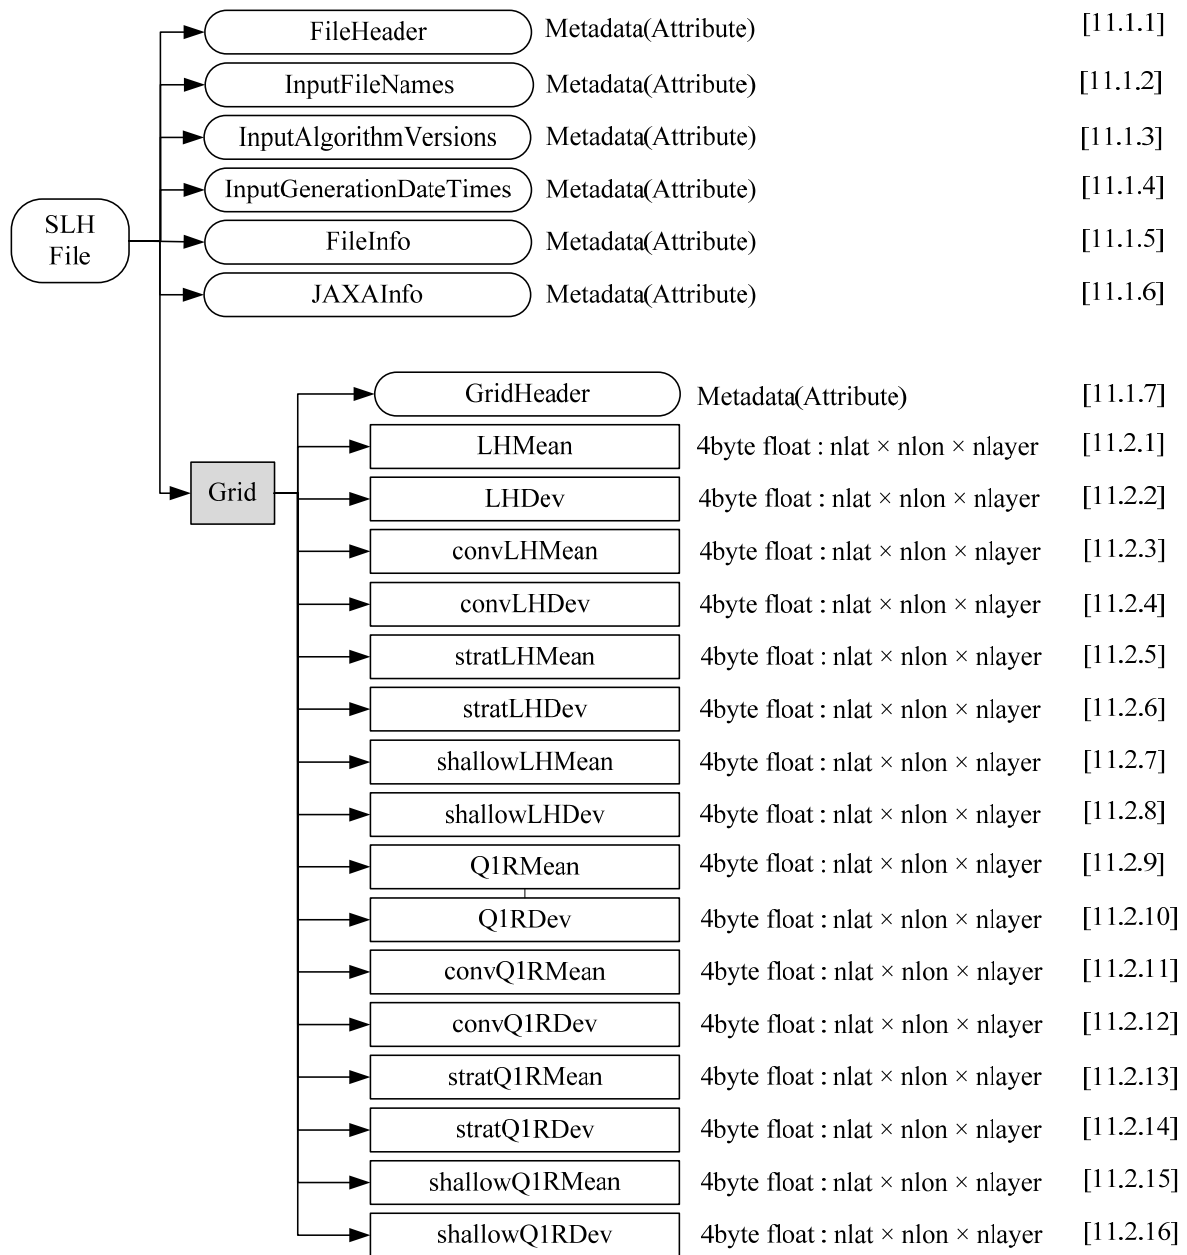 FileHeader Metadata(Attribute) [11.1.1]
InputFileNames Metadata(Attribute) [11.1.2]
InputAlgorithmVersions Metadata(Attribute) [11.1.3]
InputGenerationDateTimes Metadata(Attribute) [11.1.4]
SLH
File
FileInfo Metadata(Attribute) [11.1.5]
JAXAInfo Metadata(Attribute) [11.1.6]
GridHeader Metadata(Attribute) [11.1.7]
LHMean 4byte float : nlat × nlon × nlayer [11.2.1]
Grid
LHDev 4byte float : nlat × nlon × nlayer [11.2.2]
convLHMean 4byte float : nlat × nlon × nlayer [11.2.3]
convLHDev 4byte float : nlat × nlon × nlayer [11.2.4]
stratLHMean 4byte float : nlat × nlon × nlayer [11.2.5]
stratLHDev 4byte float : nlat × nlon × nlayer [11.2.6]
shallowLHMean 4byte float : nlat × nlon × nlayer [11.2.7]
shallowLHDev 4byte float : nlat × nlon × nlayer [11.2.8]
Q1RMean 4byte float : nlat × nlon × nlayer [11.2.9]
Q1RDev 4byte float : nlat × nlon × nlayer [11.2.10]
convQ1RMean 4byte float : nlat × nlon × nlayer [11.2.11]
convQ1RDev 4byte float : nlat × nlon × nlayer [11.2.12]
stratQ1RMean 4byte float : nlat × nlon × nlayer [11.2.13]
stratQ1RDev 4byte float : nlat × nlon × nlayer [11.2.14]
shallowQ1RMean 4byte float : nlat × nlon × nlayer [11.2.15]
shallowQ1RDev 4byte float : nlat × nlon × nlayer [11.2.16]